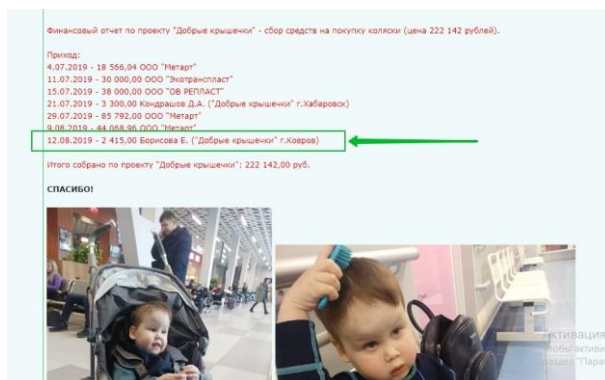 Финансовый отчет по проекту "Добрые крышечки" - сбор средств на покупку коляски (цена 222 142 рублей).
Приход:
4.07.2019 - 18 566,04 ООО "Метарт"
11.07.2019 - 30 000,00 ООО "Экотранспласт"
15.07.2019 - 38 000,00 ООО "ОВ РЕПЛАСТ"
21.07.2019 - 3 300,00 Кондрашов Д.А. ("Добрые крышечки" г.Хабаровск)
29.07.2019 - 85 792,00 ООО "Метарт"
9.08.2019 - 44 068,96 ООО "Метарт"
12.08.2019 - 2 415,00 Борисова Е. ("Добрые крышечки" г.Ковров)
Итого собрано по проекту "Добрые крышечки": 222 142,00 руб.
СПАСИБО!
Активация